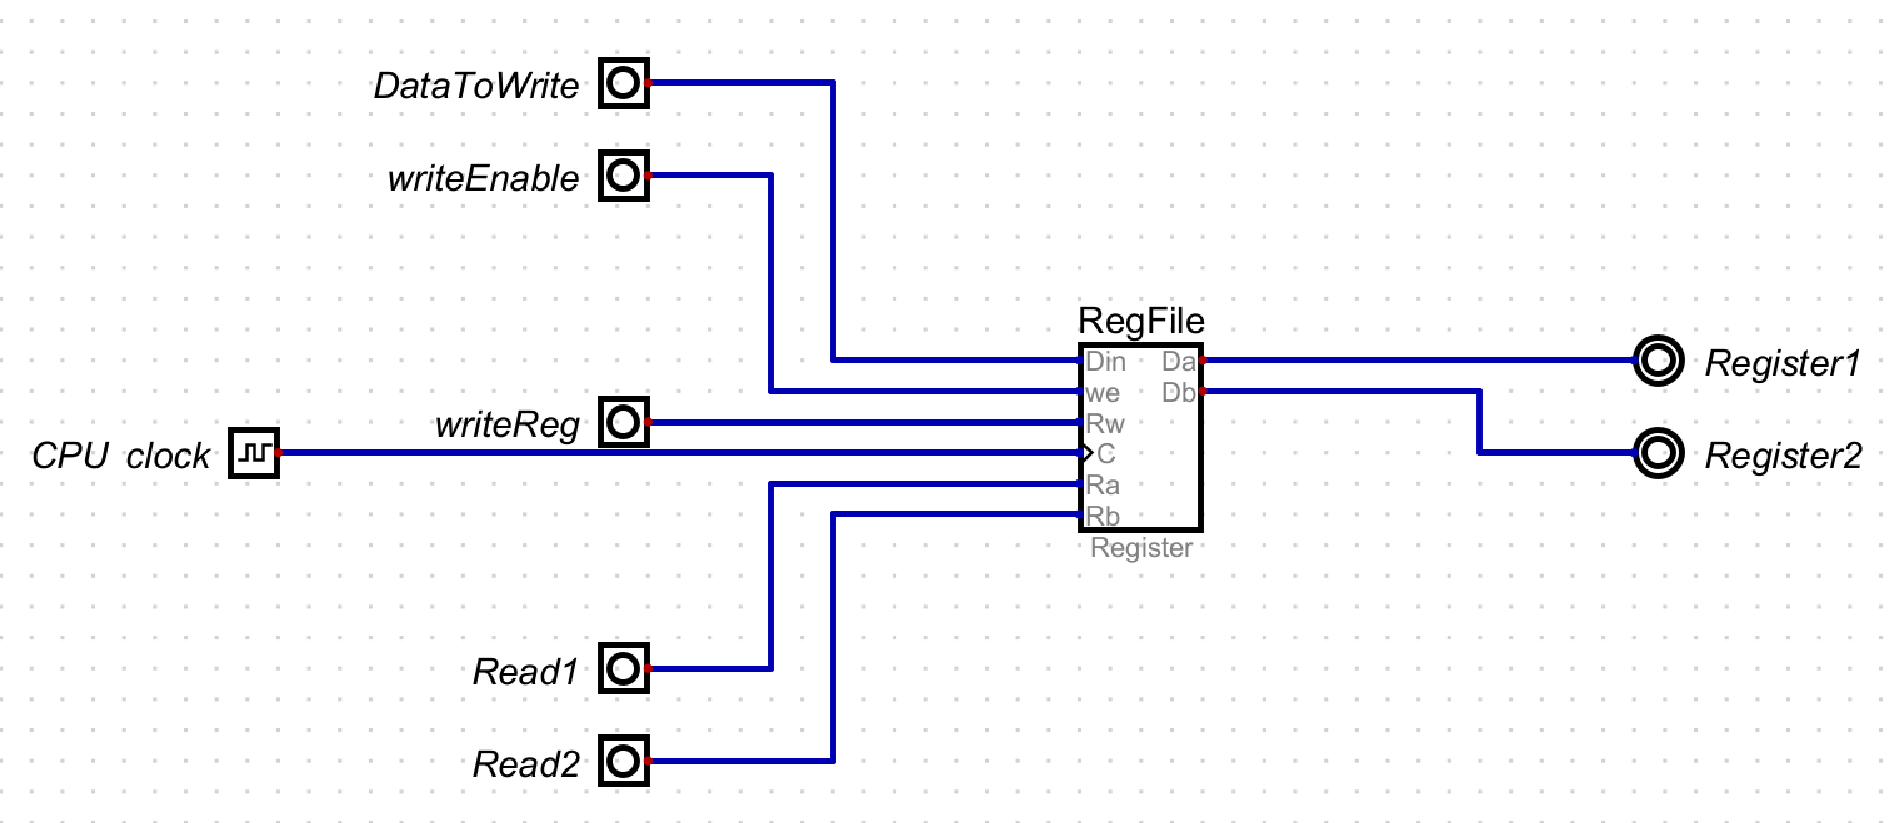 DataToWrite
writeEnable
RegFile
Din Da
we Db
writeReg
Rw
CPU clock
C
Ra
Rb
Register
Register1
Register2
Read1
Read2